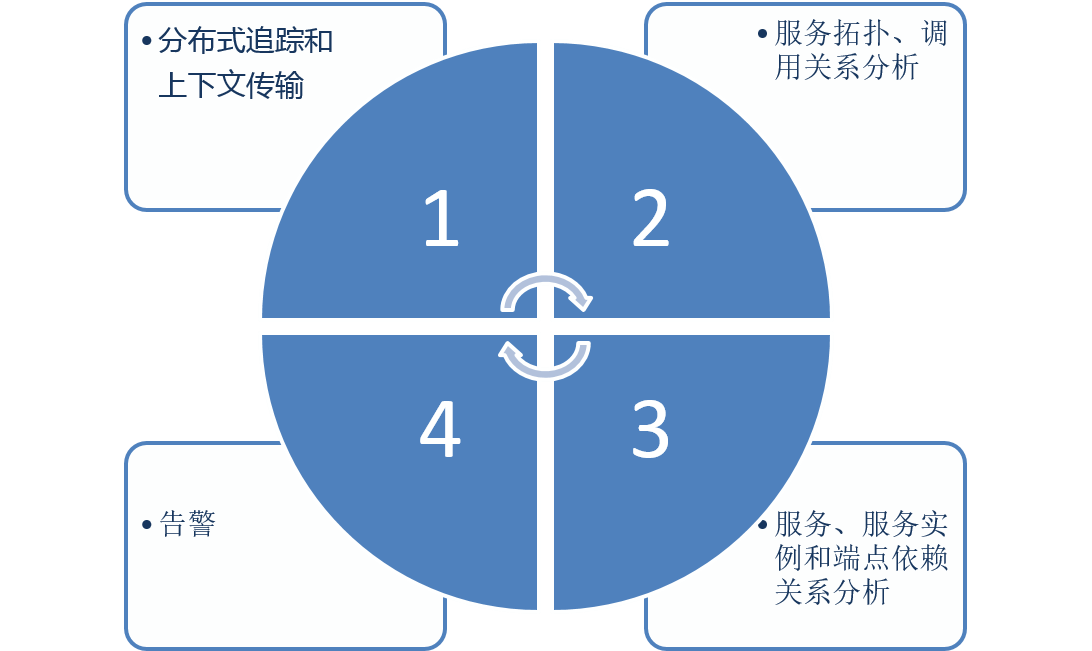 • 分布式追踪和
上下文传输
• 服务拓扑、调
用关系分析
1
2
4
3
• 告警
• 服务、服务实
例和端点依赖
关系分析